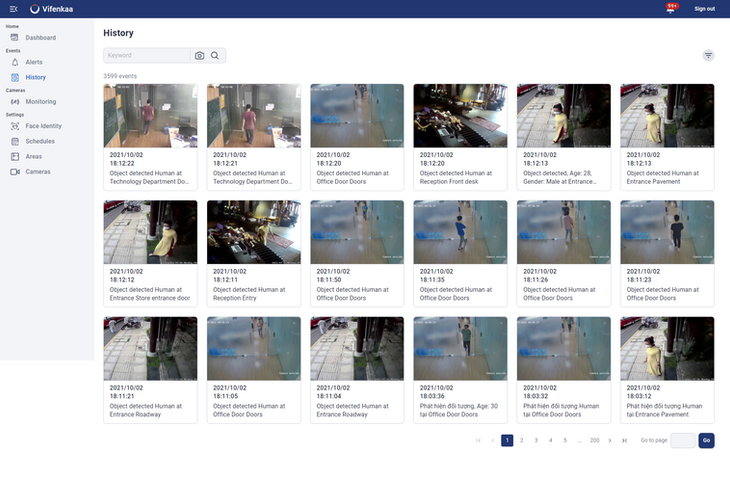 Vifenkaa
99+
Sign out
Home
Dashboard
Events
Alerts
History
Cameras
Monitoring
Settings
Face Identity
Schedules
Areas
Cameras
History
Keyword
3599 events
2021/10/02
18:12:22
Object detected Human at
Technology Department Do...
2021/10/02
18:12:21
Object detected Human at
Technology Department Do...
2021/10/02
18:12:20
Object detected Human at
Office Door Doors
2021/10/02
18:12:20
Object detected Human at
Reception Front desk
2021/10/02
18:12:13
Object detected, Age: 28,
Gender: Male at Entrance...
2021/10/02
18:12:13
Object detected Human at
Entrance Pavement
2021/10/02
18:12:12
Object detected Human at
Entrance Store entrance door
2021/10/02
18:12:11
Object detected Human at
Reception Entry
2021/10/02
18:11:50
Object detected Human at
Office Door Doors
2021/10/02
18:11:35
Object detected Human at
Office Door Doors
2021/10/02
18:11:26
Object detected Human at
Office Door Doors
2021/10/02
18:11:23
Object detected Human at
Office Door Doors
2021/10/02
18:11:21
Object detected Human at
Entrance Roadway
2021/10/02
18:11:05
Object detected Human at
Office Door Doors
2021/10/02
18:11:04
Object detected Human at
Entrance Roadway
2021/10/02
18:03:36
Phát hiện đối tượng, Age: 30
tại Office Door Doors
2021/10/02
18:03:32
Phát hiện đối tượng Human
tại Office Door Doors
2021/10/02
18:03:12
Phát hiện đối tượng Human
tại Entrance Pavement
1 2 3 4 5 ... 200 Go to page Go